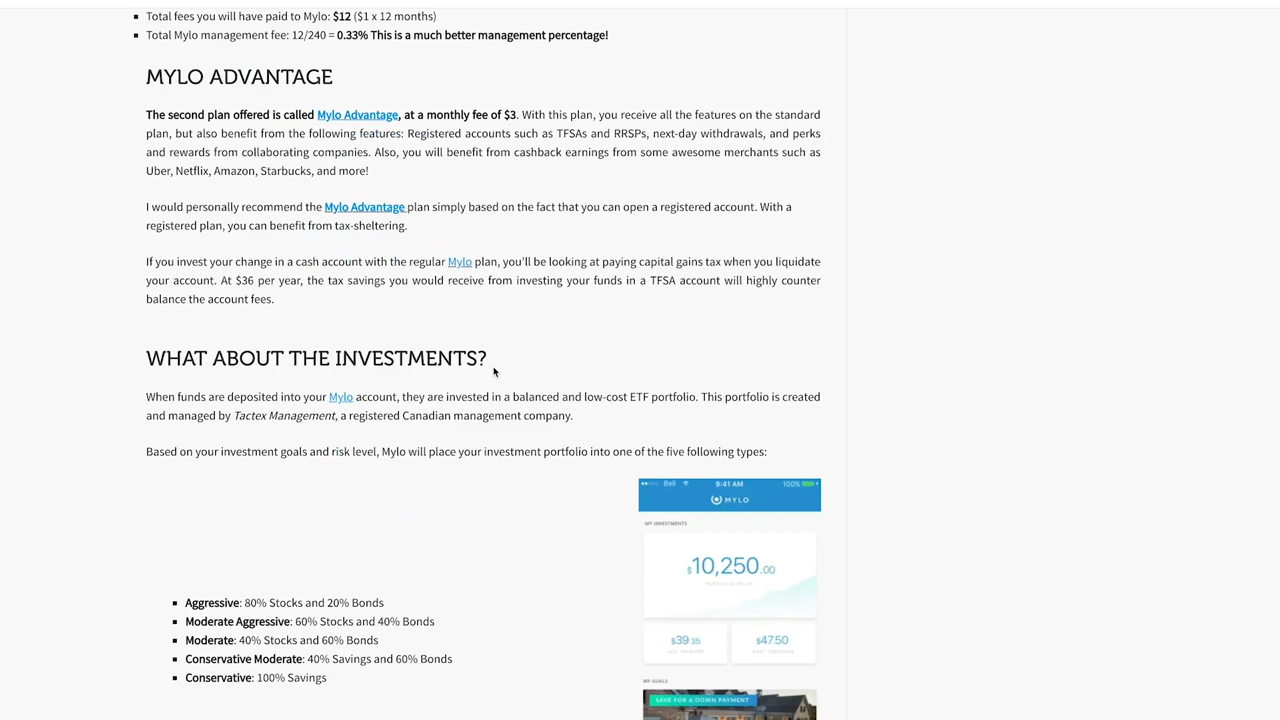 Total fees you will have paid to Mylo: $12 ($1 x 12 months)
Total Mylo management fee: 12/240 = 0.33% This is a much better management percentage!
MYLO ADVANTAGE
The second plan offered is called Mylo Advantage, at a monthly fee of $3. With this plan, you receive all the features on the standard
plan, but also benefit from the following features: Registered accounts such as TFSAs and RRSPs, next-day withdrawals, and perks
and rewards from collaborating companies. Also, you will benefit from cashback earnings from some awesome merchants such as
Uber, Netflix, Amazon, Starbucks, and more!
I would personally recommend the Mylo Advantage plan simply based on the fact that you can open a registered account. With a
registered plan, you can benefit from tax-sheltering.
If you invest your change in a cash account with the regular Mylo plan, you'll be looking at paying capital gains tax when you liquidate
your account. At $36 per year, the tax savings you would receive from investing your funds in a TFSA account will highly counter
balance the account fees.
WHAT ABOUT THE INVESTMENTS?
When funds are deposited into your Mylo account, they are invested in a balanced and low-cost ETF portfolio. This portfolio is created
and managed by Tactex Management, a registered Canadian management company.
Based on your investment goals and risk level, Mylo will place your investment portfolio into one of the five following types:
Aggressive: 80% Stocks and 20% Bonds
Moderate Aggressive: 60% Stocks and 40% Bonds
Moderate: 40% Stocks and 60% Bonds
Conservative Moderate: 40% Savings and 60% Bonds
Conservative: 100% Savings
Bell 9:41 AM 100%
MYLO
MY INVESTMENTS
$10,250.00
PORTFOLIO VALUE
$39.35 $47.50
MY GOALS
SAVE FOR A DOWN PAYMENT